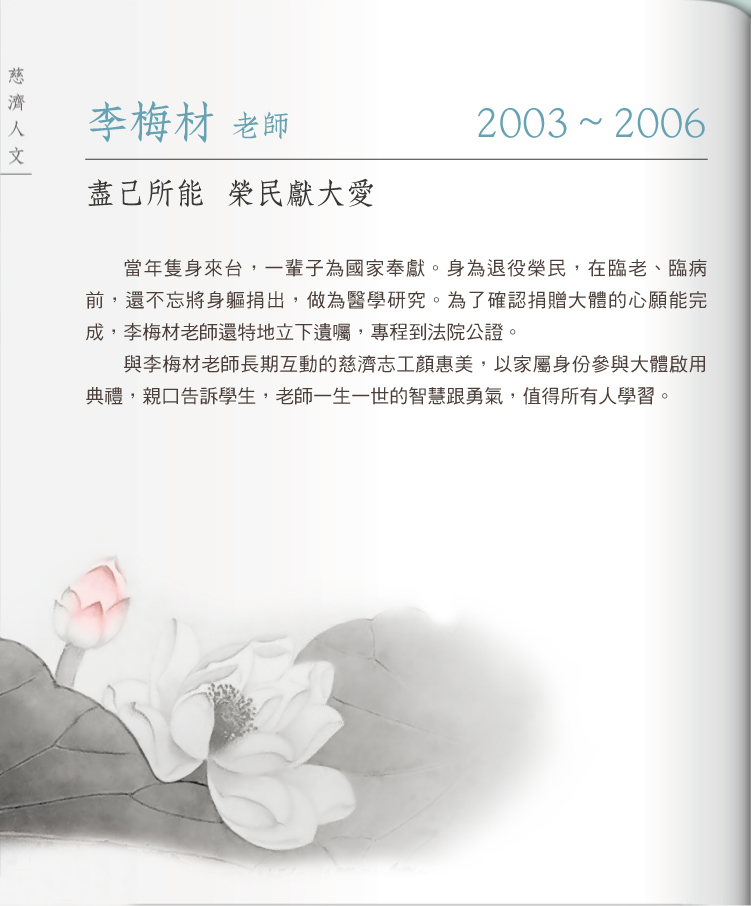 慈濟人文
李梅材 老師 2003～2006
盡己所能 榮民獻大愛
當年隻身來台，一輩子為國家奉獻。身為退役榮民，在臨老、臨病
前，還不忘將身軀捐出，做為醫學研究。為了確認捐贈大體的心願能完
成，李梅材老師還特地立下遺囑，專程到法院公證。
與李梅材老師長期互動的慈濟志工顏惠美，以家屬身份參與大體啟用
典禮，親口告訴學生，老師一生一世的智慧跟勇氣，值得所有人學習。